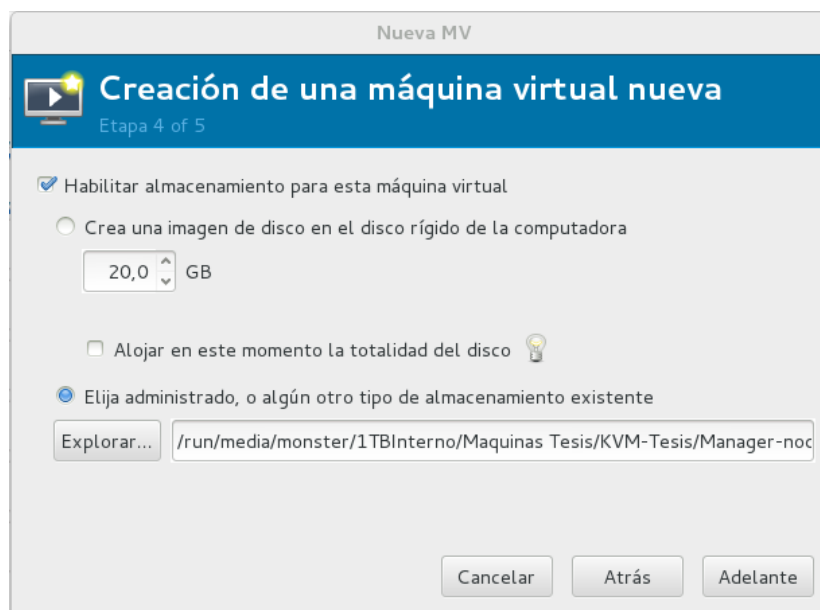 Nueva MV
Creación de una máquina virtual nueva
Etapa 4 of 5
Habilitar almacenamiento para esta máquina virtual
Crea una imagen de disco en el disco rígido de la computadora
20,0 GB
Alojar en este momento la totalidad del disco
Elija administrado, o algún otro tipo de almacenamiento existente
Explorar... /run/media/monster/1TBInterno/Maquinas Tesis/KVM-Tesis/Manager-noc
Cancelar Atrás Adelante